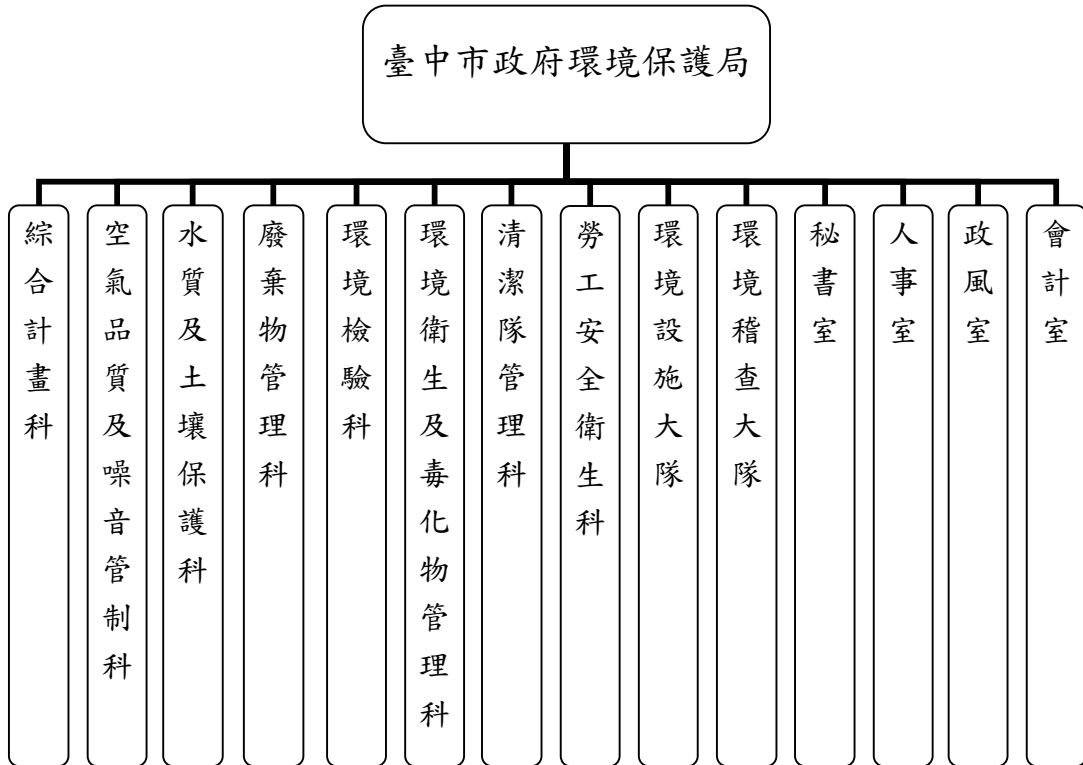 臺中市政府環境保護局
綜合計畫科
空氣品質及噪音管制科
水質及土壤保護科
廢棄物管理科
環境檢驗科
環境衛生及毒化物管理科
清潔隊管理科
勞工安全衛生科
環境設施大隊
環境稽查大隊
秘書室
人事室
政風室
會計室